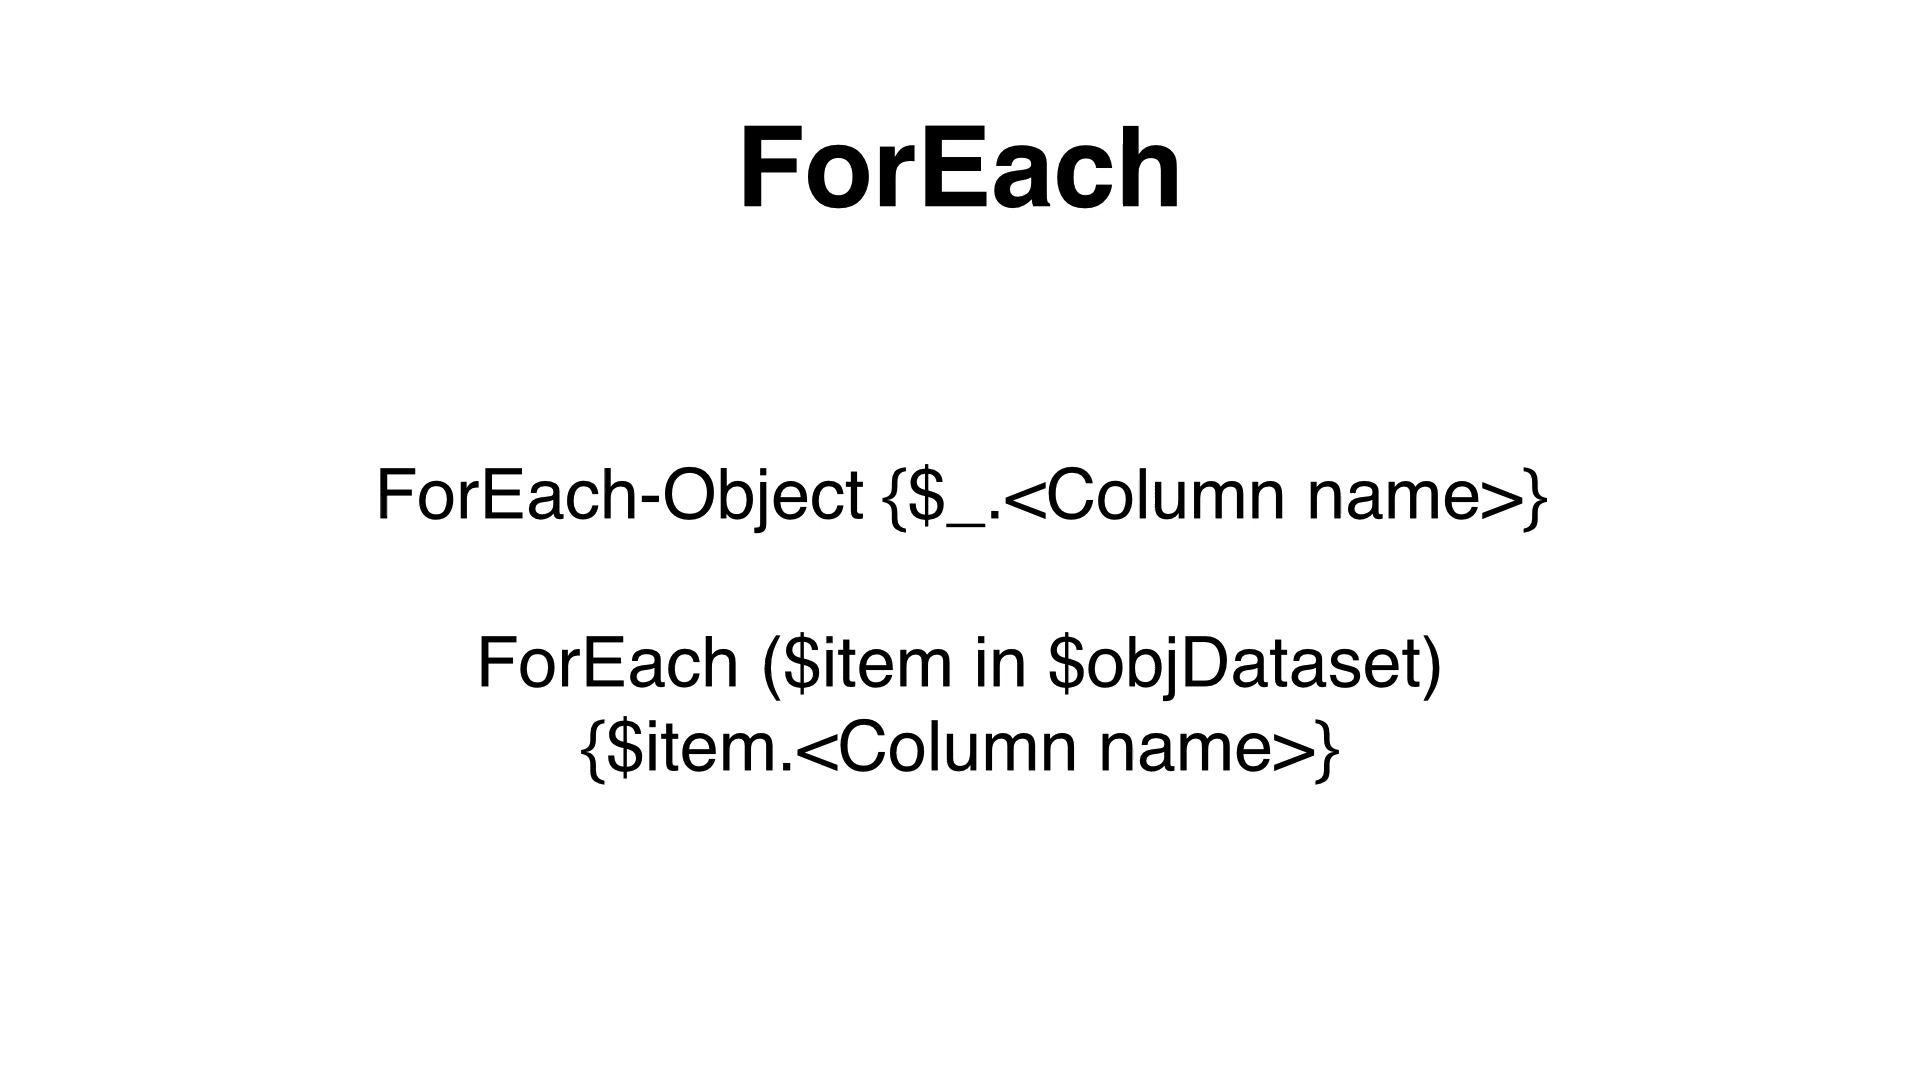 ForEach
ForEach-Object {$_.<Column name>}
ForEach ($item in $objDataset)
{$item.<Column name>}